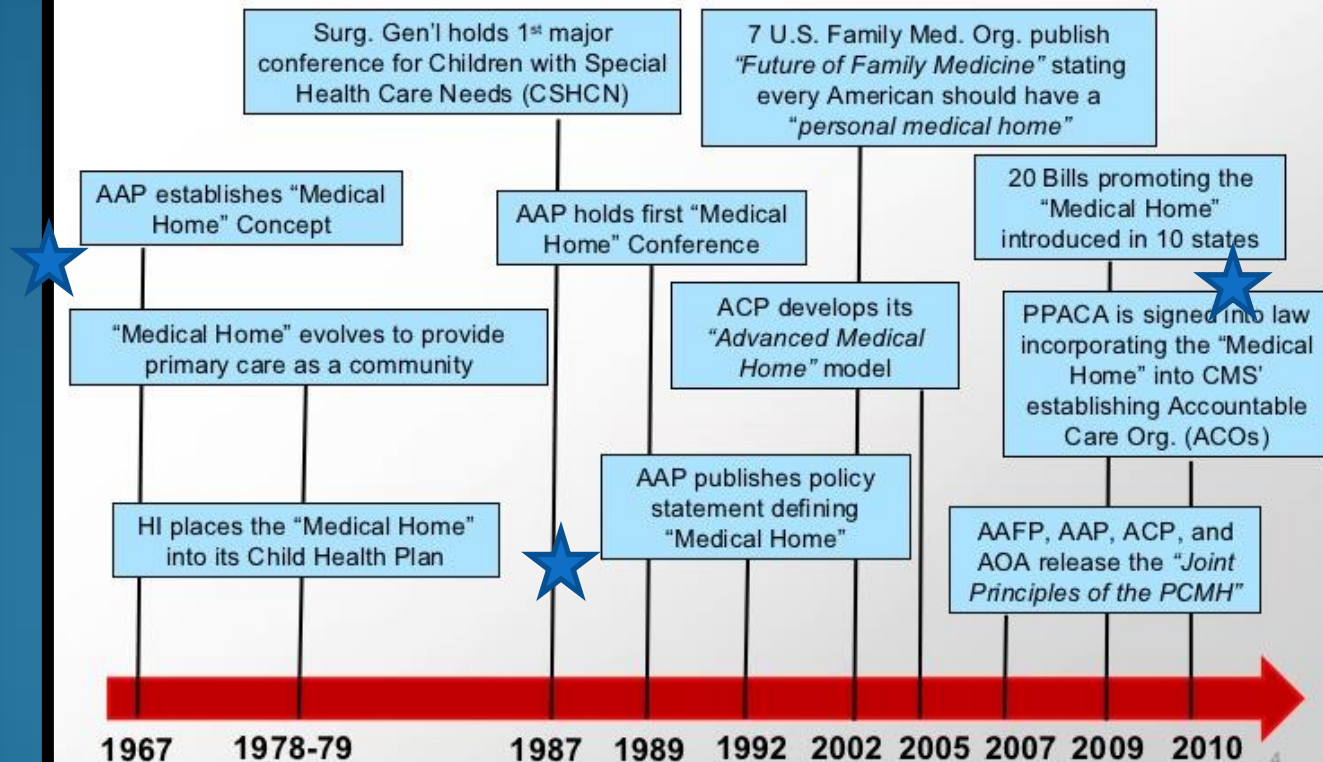 Surg. Gen'l holds 1st major
conference for Children with Special
Health Care Needs (CSHCN)
7 U.S. Family Med. Org. publish
“Future of Family Medicine” stating
every American should have a
“personal medical home”
AAP establishes “Medical
Home” Concept
AAP holds first “Medical
Home” Conference
20 Bills promoting the
“Medical Home”
introduced in 10 states
“Medical Home” evolves to provide
primary care as a community
ACP develops its
“Advanced Medical
Home” model
PPACA is signed into law
incorporating the “Medical
Home” into CMS’
establishing Accountable
Care Org. (ACOs)
HI places the “Medical Home”
into its Child Health Plan
AAP publishes policy
statement defining
“Medical Home”
AAFP, AAP, ACP, and
AOA release the “Joint
Principles of the PCMH”
1967 1978-79 1987 1989 1992 2002 2005 2007 2009 2010
4